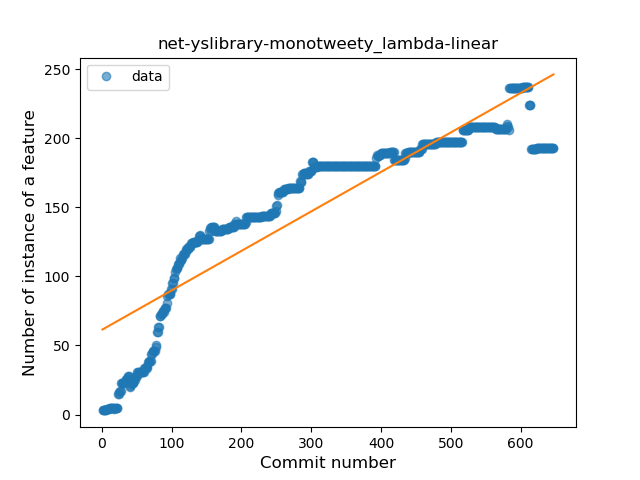 net-yslibrary-monotweety_lambda-linear
data
Number of instance of a feature
250
200
150
100
50
0
0 100 200 300 400 500 600
Commit number